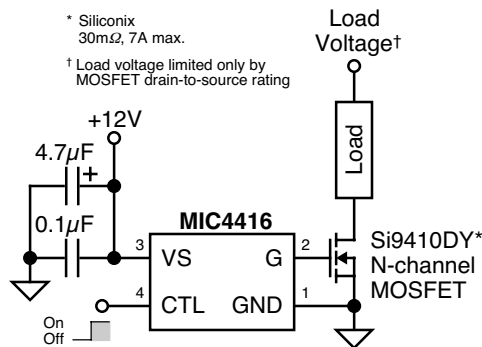 * Siliconix
30mΩ, 7A max.
† Load voltage limited only by
MOSFET drain-to-source rating
Load
Voltage†
+12V
4.7µF
+
0.1µF
Load
MIC4416
3
VS
G
2
4
CTL
GND
1
Si9410DY*
N-channel
MOSFET
On
Off